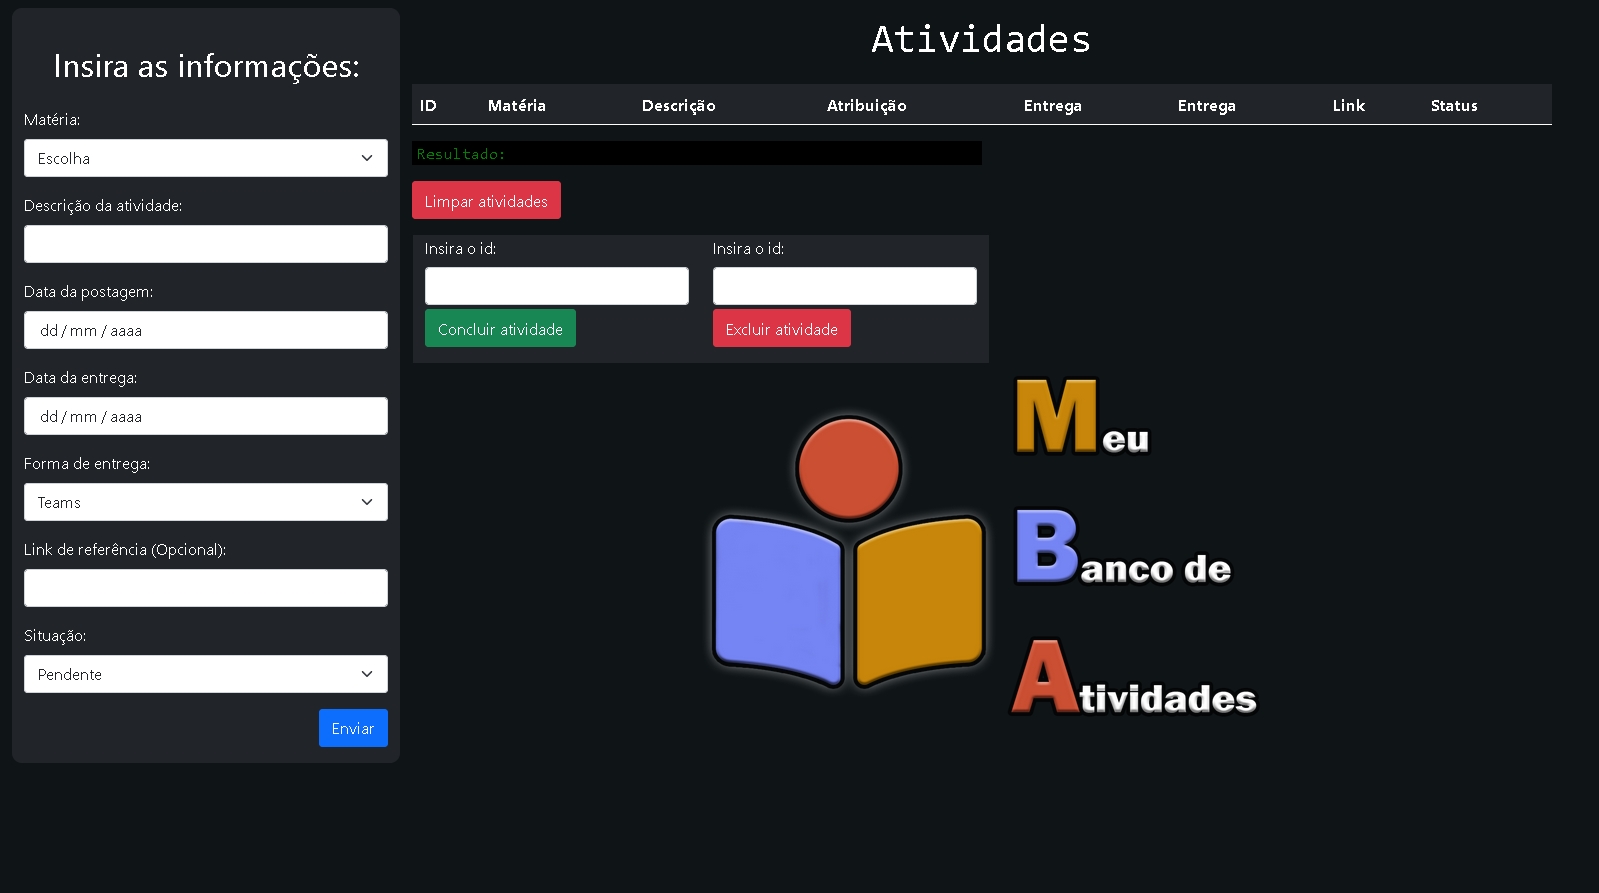 Insira as informações:
Matéria:
Escolha
Descrição da atividade:
Data da postagem:
dd / mm / aaaa
Data da entrega:
dd / mm / aaaa
Forma de entrega:
Teams
Link de referência (Opcional):
Situação:
Pendente
Enviar
Atividades
ID Matéria Descrição Atribuição Entrega Entrega Link Status
Resultado:
Limpar atividades
Insira o id:
Concluir atividade
Insira o id:
Excluir atividade
Meu
Banco de
Atividades